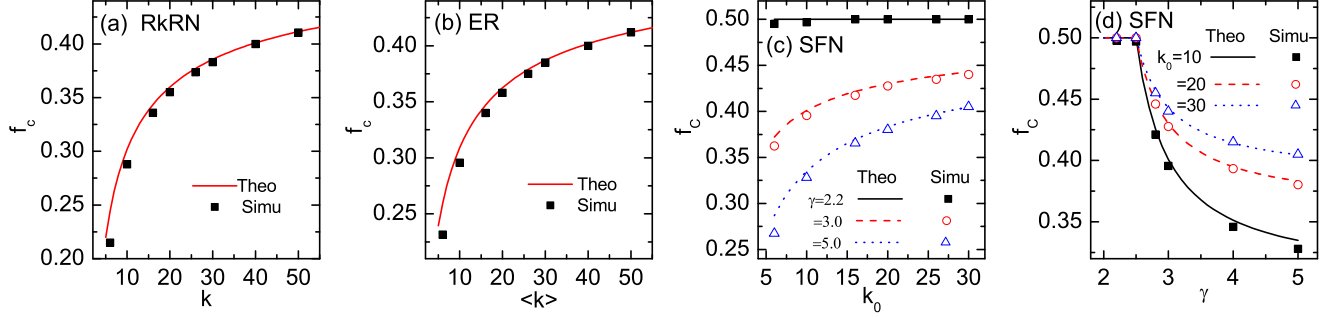 (a) RkRN
f_c
0.40
0.35
0.30
0.25
0.20
Theo
Simu
10 20 30 40 50
k
(b) ER
f_c
0.40
0.35
0.30
0.25
0.20
Theo
Simu
10 20 30 40 50
<k>
f_c
0.50
0.45
0.40
0.35
0.30
0.25
(c) SFN
Theo Simu
γ=2.2
=3.0
=5.0
5 10 15 20 25 30
k_0
(d) SFN
f_c
0.50
0.45
0.40
0.35
Theo Simu
k_0=10
=20
=30
2 3 4 5
γ